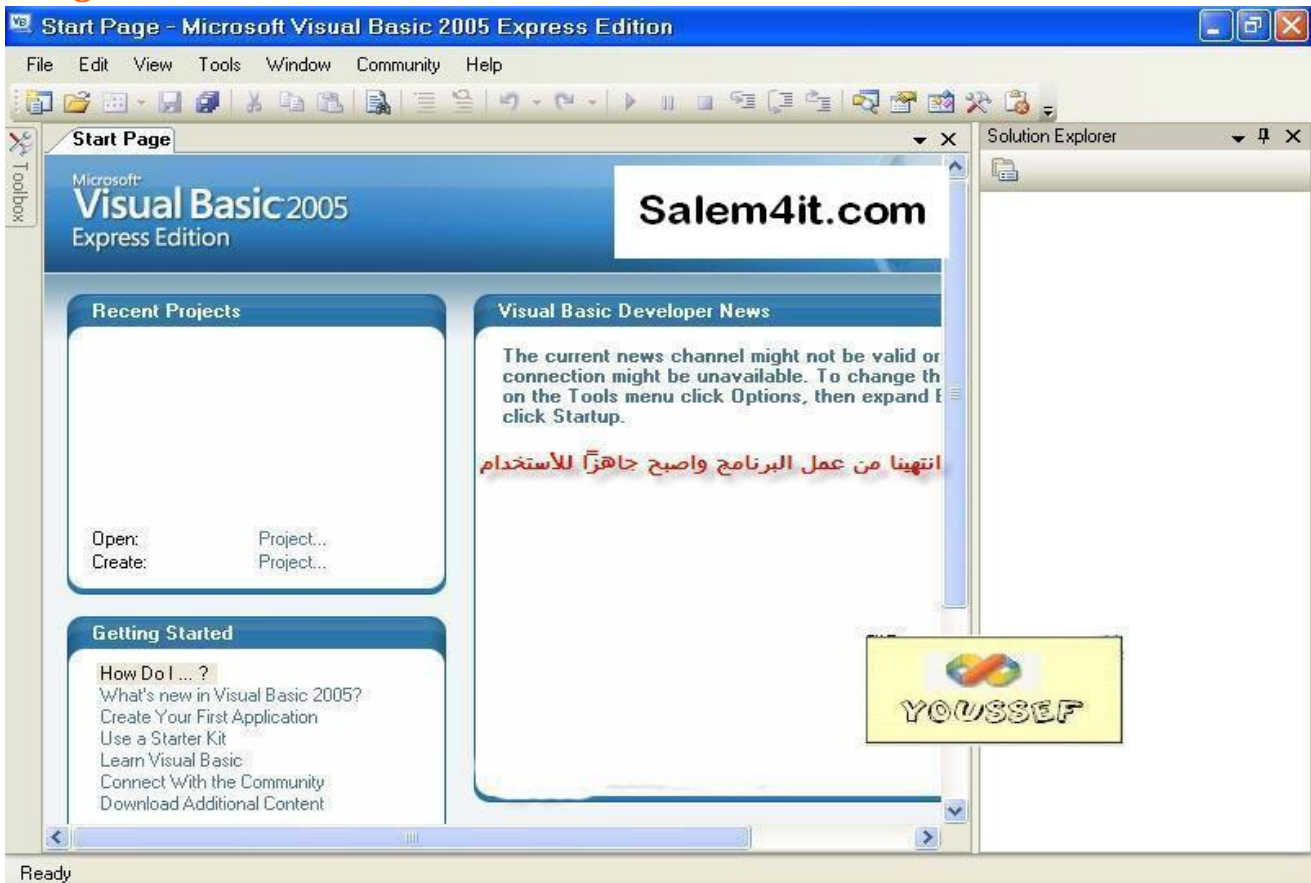 Start Page - Microsoft Visual Basic 2005 Express Edition
File Edit View Tools Window Community Help
Toolbox
Start Page
Solution Explorer
Microsoft
Visual Basic 2005
Express Edition
Salem4it.com
Recent Projects
Open: Project...
Create: Project...
Visual Basic Developer News
The current news channel might not be valid or
connection might be unavailable. To change th
on the Tools menu click Options, then expand E
click Startup.
انتهينا من عمل البرنامج واصبح جاهزًا للأستخدام
Getting Started
How Do I ... ?
What's new in Visual Basic 2005?
Create Your First Application
Use a Starter Kit
Learn Visual Basic
Connect With the Community
Download Additional Content
YOUSSEF
Ready